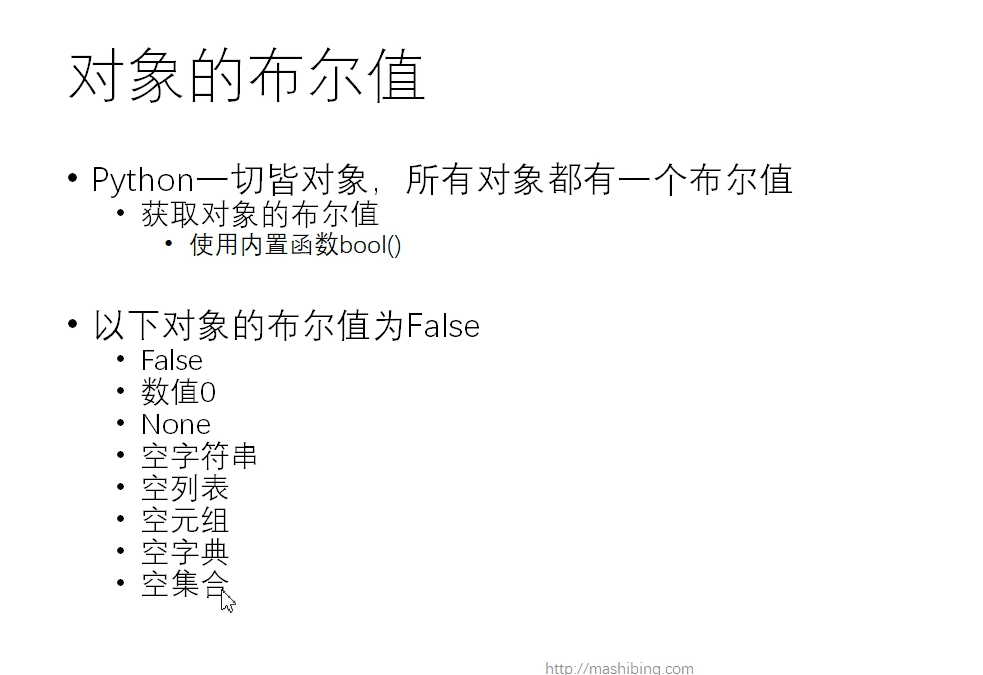 对象的布尔值
• Python一切皆对象，所有对象都有一个布尔值
• 获取对象的布尔值
• 使用内置函数bool()
• 以下对象的布尔值为False
• False
• 数值0
• None
• 空字符串
• 空列表
• 空元组
• 空字典
• 空集合
http://mashibing.com